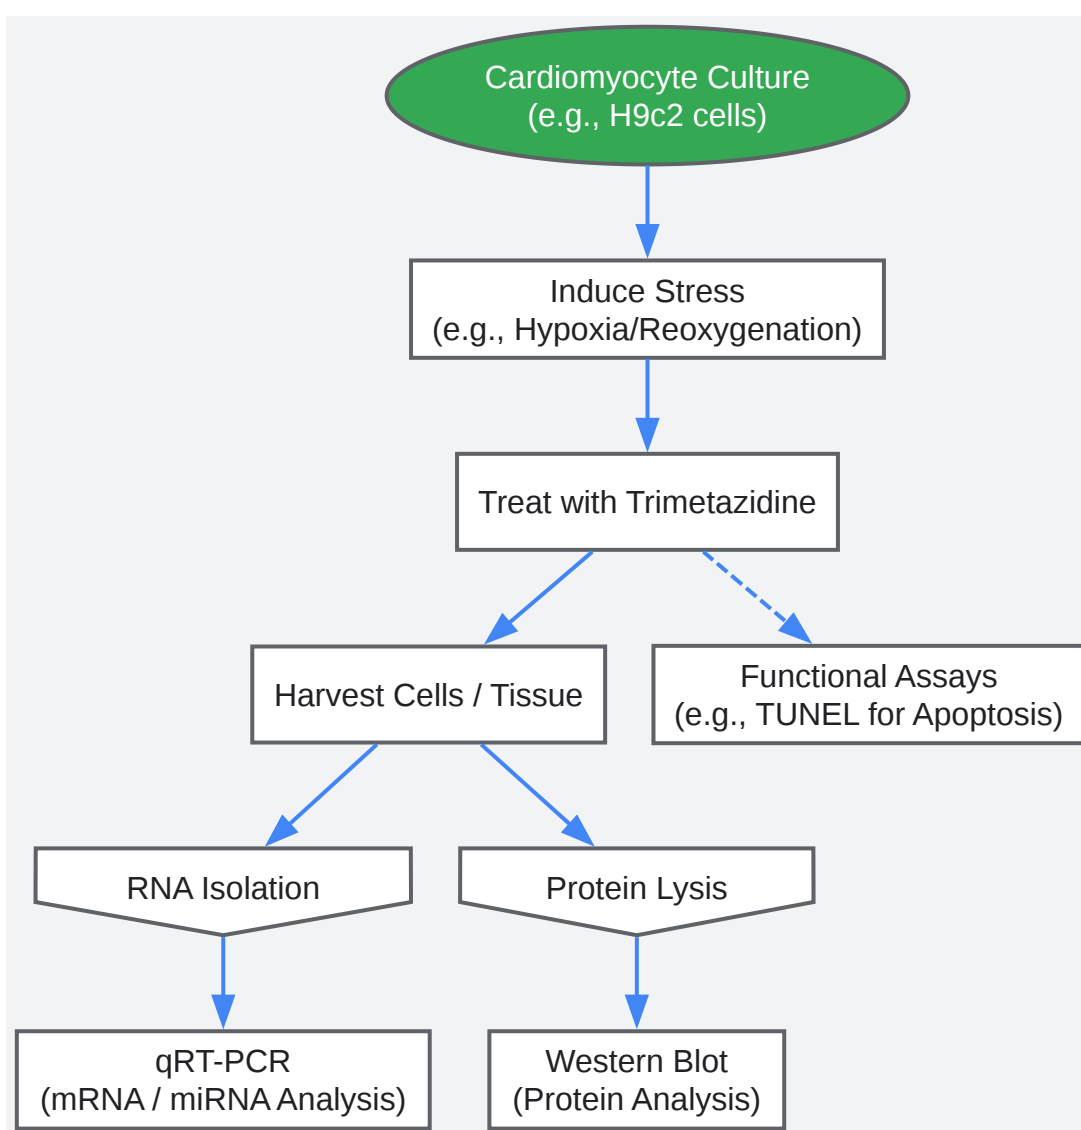 Cardiomyocyte Culture
(e.g., H9c2 cells)
Induce Stress
(e.g., Hypoxia/Reoxygenation)
Treat with Trimetazidine
Harvest Cells / Tissue
Functional Assays
(e.g., TUNEL for Apoptosis)
RNA Isolation
Protein Lysis
qRT-PCR
(mRNA / miRNA Analysis)
Western Blot
(Protein Analysis)